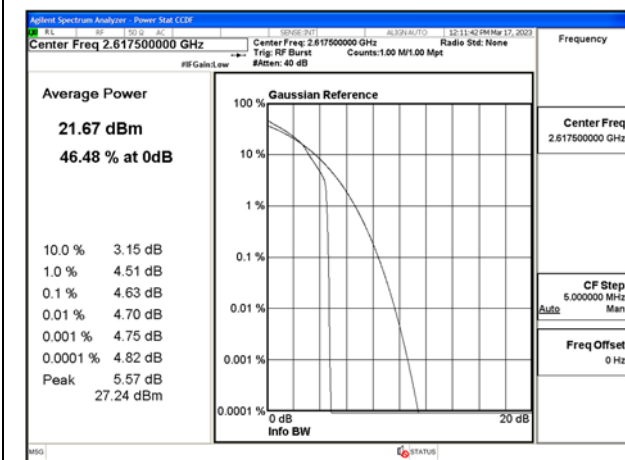 Agilent Spectrum Analyzer - Power Stat CCDF
RL RF 50 Ω AC SENSE:INT ALIGN AUTO 12:11:42 PM Mar 17, 2023
Center Freq 2.617500000 GHz
Center Freq: 2.617500000 GHz Radio Std: None
Trig: RF Burst Counts:1.00 M/1.00 Mpt
#IFGain:Low #Atten: 40 dB
Frequency
Average Power
21.67 dBm
46.48 % at 0dB
10.0 % 3.15 dB
1.0 % 4.51 dB
0.1 % 4.63 dB
0.01 % 4.70 dB
0.001 % 4.75 dB
0.0001 % 4.82 dB
Peak 5.57 dB
27.24 dBm
Gaussian Reference
100 %
10 %
1 %
0.1 %
0.01 %
0.001 %
0.0001 %
0 dB 20 dB
Info BW
Center Freq
2.617500000 GHz
CF Step
5.000000 MHz
Auto Man
Freq Offset
0 Hz
MSG STATUS